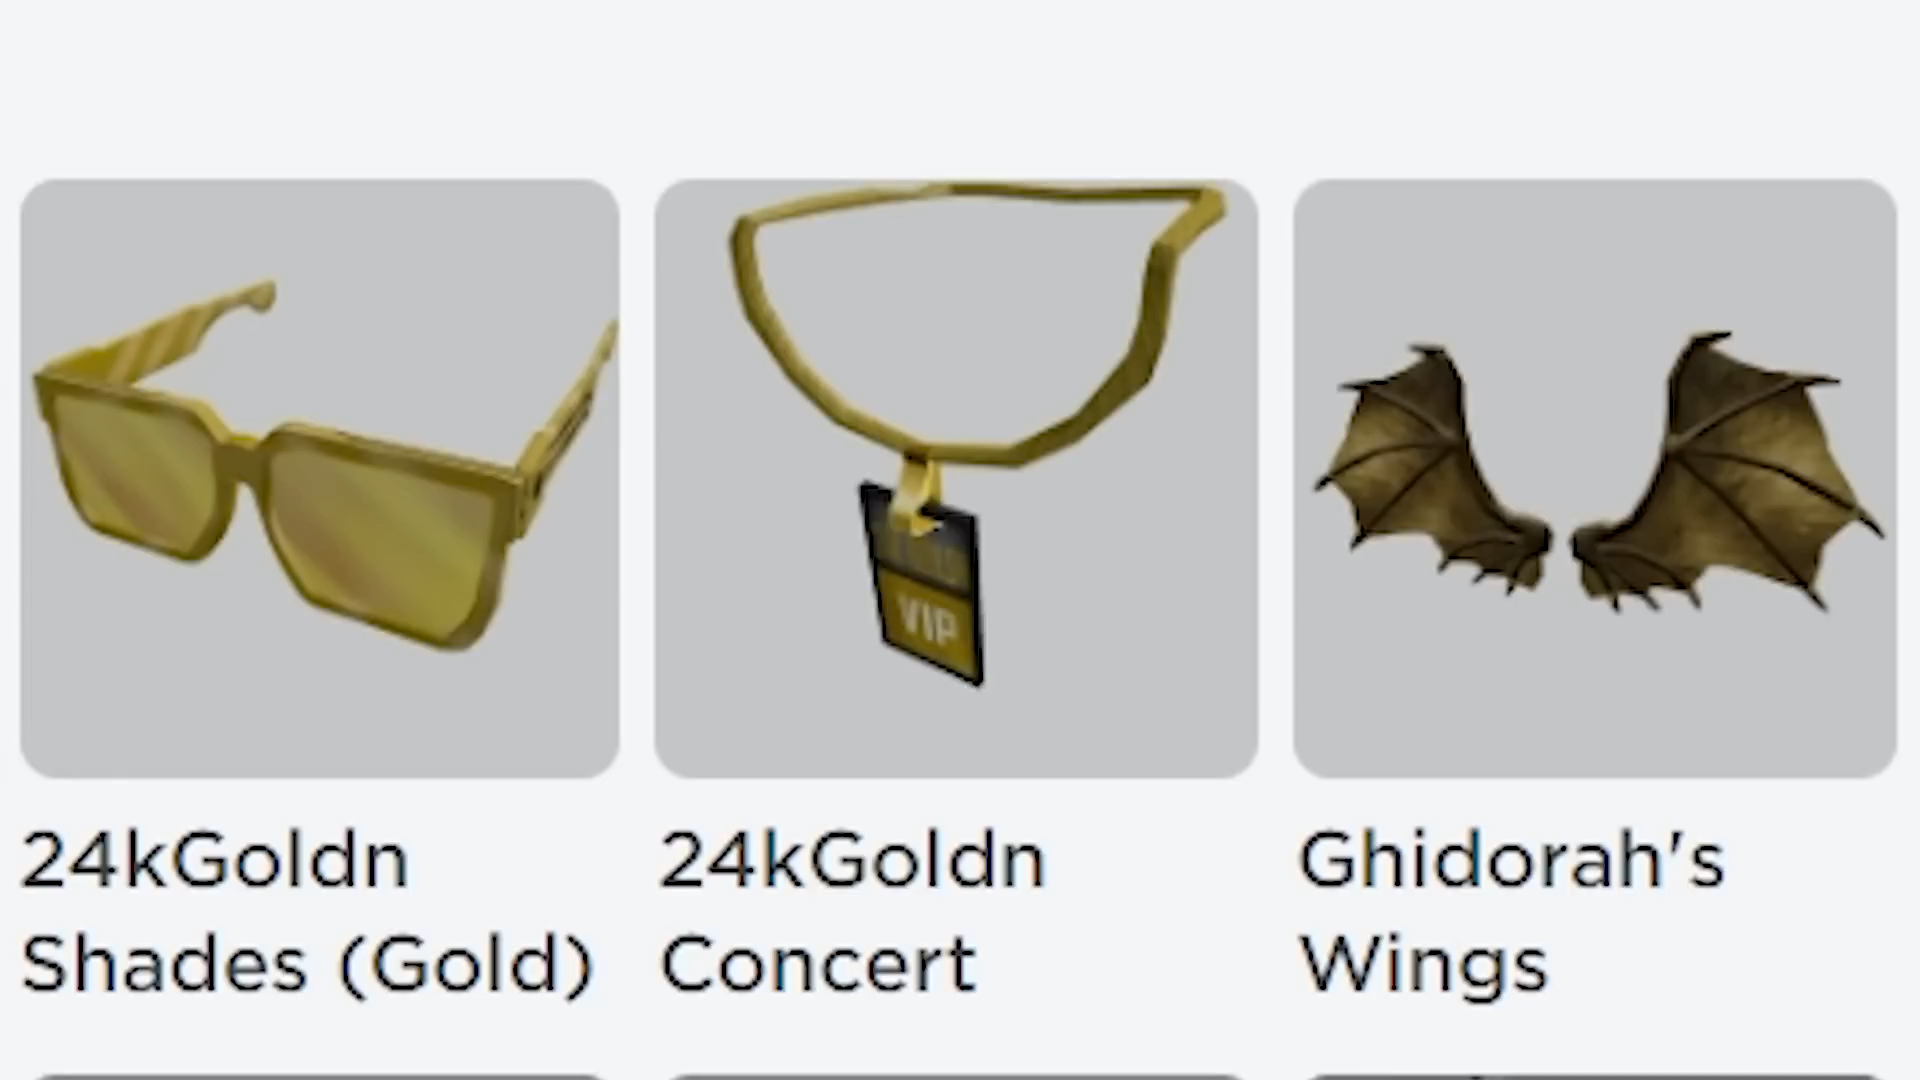 VIP
24kGoldn
Shades (Gold)
24kGoldn
Concert
Ghidorah's
Wings